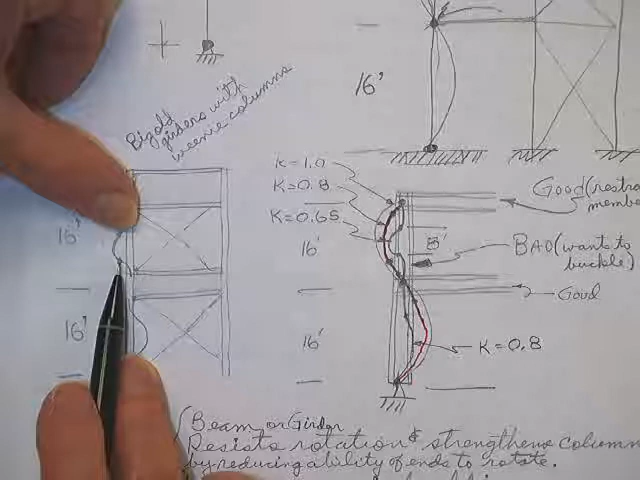 16'
Big old
girders with
weenie columns
K=1.0
K=0.8
K=0.65
16'
16'
16'
16'
Good (restra
membe
BAD (wants to
buckle)
Good
K=0.8
Beam or Girder
Resists rotation & strengthens column
by reducing ability of ends to rotate.